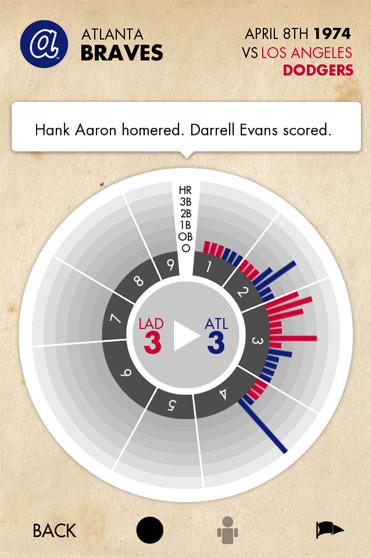 a
ATLANTA
BRAVES
APRIL 8TH 1974
VS LOS ANGELES
DODGERS
Hank Aaron homered. Darrell Evans scored.
HR
3B
2B
1B
OB
O
1
2
3
4
5
6
7
8
9
LAD
3
ATL
3
BACK